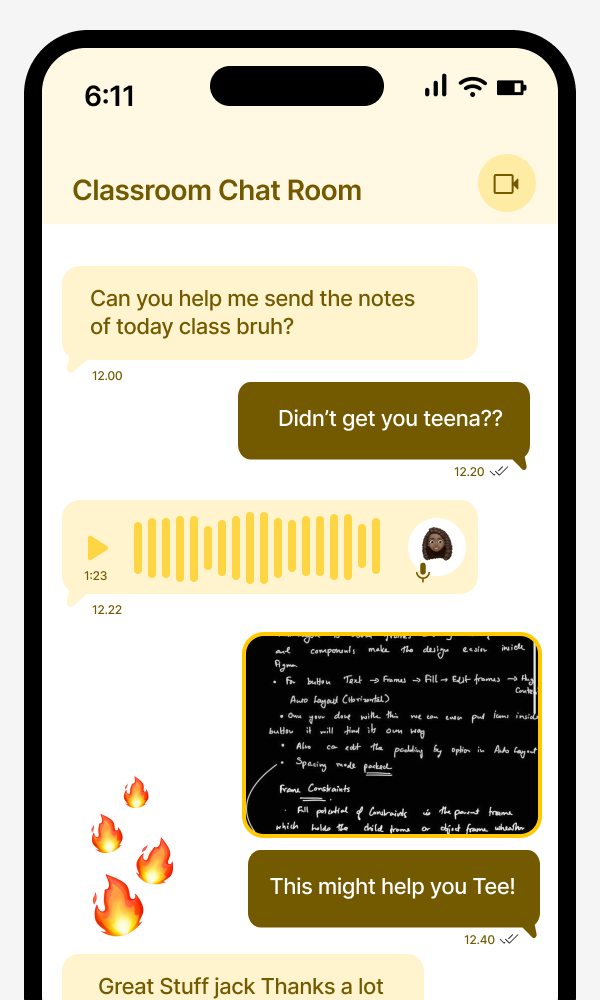 6:11
Classroom Chat Room
Can you help me send the notes
of today class bruh?
12.00
Didn't get you teena??
12.20
1:23
12.22
and components make the design easier inside
Figma
• For button Text → Frames → Fill → Edit frames →
Auto Layout (Horizontal)
• Once your done withe this we can even put Icons inside
button it will find its own way
• Also ca edit the padding by option in Auto Layout
• Spacing mode packed
Frame Constraints
• Full potential of Constraints is the parent frame
which holds the child frame or object frame wheather
This might help you Tee!
12.40
Great Stuff jack Thanks a lot